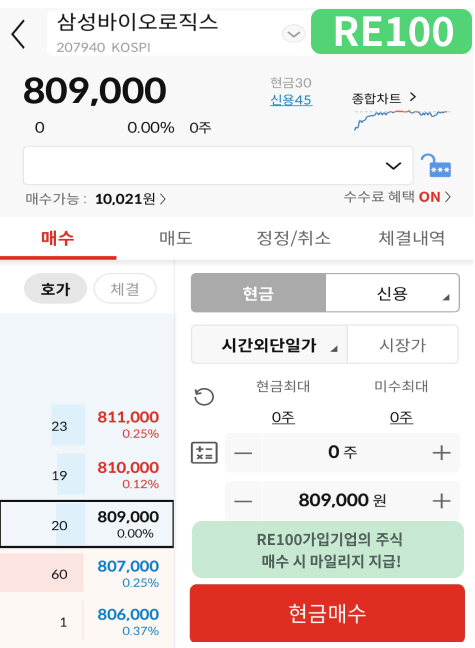 삼성바이오로직스
RE100
207940 KOSPI
809,000
현금30
신용45
종합차트
0 0.00% 0주
***
매수가능 : 10,021원
수수료 혜택 ON
매수 매도 정정/취소 체결내역
호가 체결
현금 신용
시간외단일가 시장가
현금최대 미수최대
0주 0주
0 주
809,000 원
23 811,000
0.25%
19 810,000
0.12%
20 809,000
0.00%
60 807,000
0.25%
1 806,000
0.37%
RE100가입기업의 주식
매수 시 마일리지 지급!
현금매수